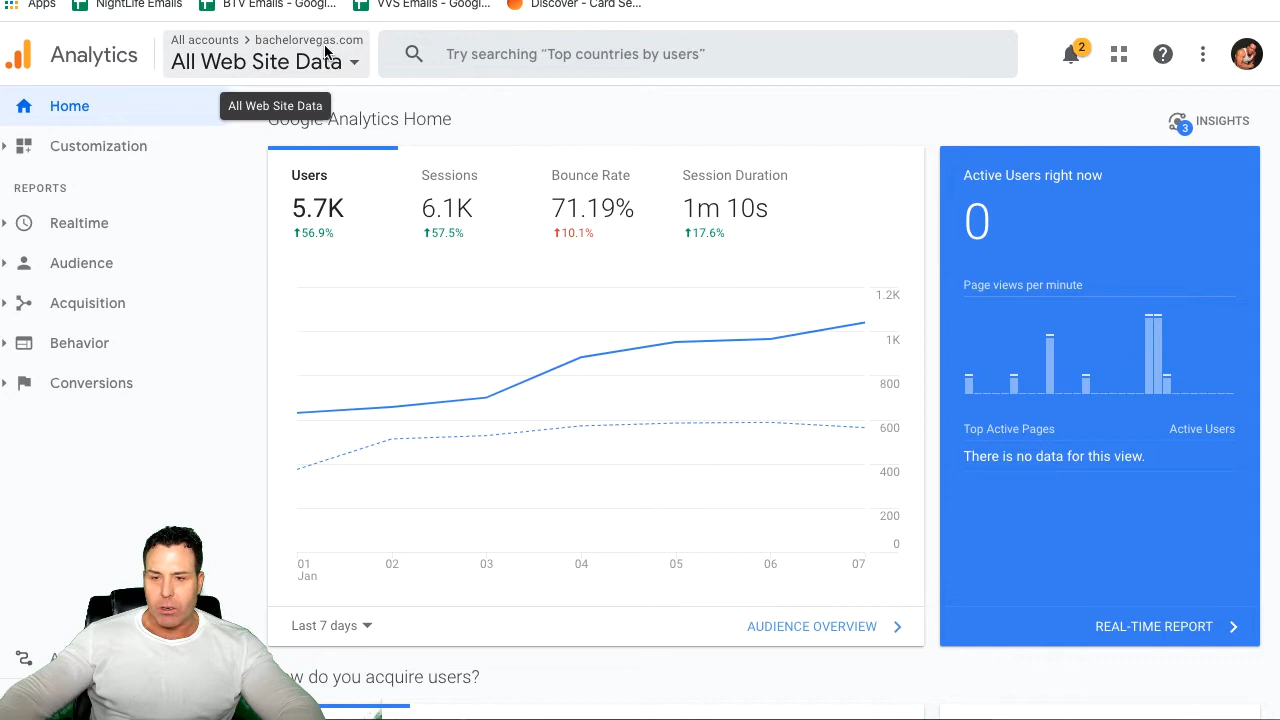 Apps
NightLife Emails
BTV Emails - Googl...
VVS Emails - Googl...
Discover - Card Se...
Analytics
All accounts > bachelorvegas.com
All Web Site Data
Try searching “Top countries by users”
2
Home
All Web Site Data
Google Analytics Home
3
INSIGHTS
Customization
REPORTS
Realtime
Audience
Acquisition
Behavior
Conversions
Users
Sessions
Bounce Rate
Session Duration
5.7K
6.1K
71.19%
1m 10s
56.9%
57.5%
10.1%
17.6%
1.2K
1K
800
600
400
200
0
01
02
03
04
05
06
07
Jan
Last 7 days
AUDIENCE OVERVIEW
Active Users right now
0
Page views per minute
Top Active Pages
Active Users
There is no data for this view.
REAL-TIME REPORT
do you acquire users?